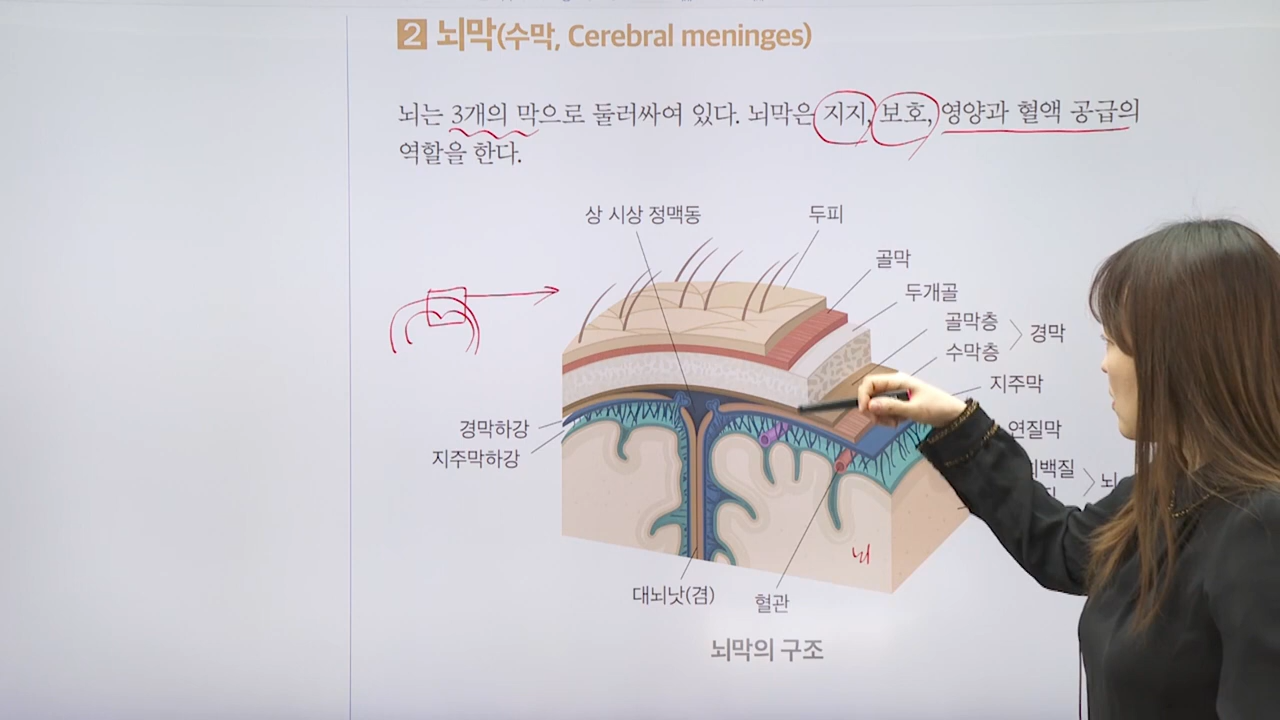 2 뇌막(수막, Cerebral meninges)
뇌는 3개의 막으로 둘러싸여 있다. 뇌막은 지지, 보호, 영양과 혈액 공급의
역할을 한다.
상 시상 정맥동
두피
골막
두개골
골막층
경막
수막층
지주막
경막하강
연질막
지주막하강
백질
뇌
뇌
대뇌낫(겸)
혈관
뇌막의 구조